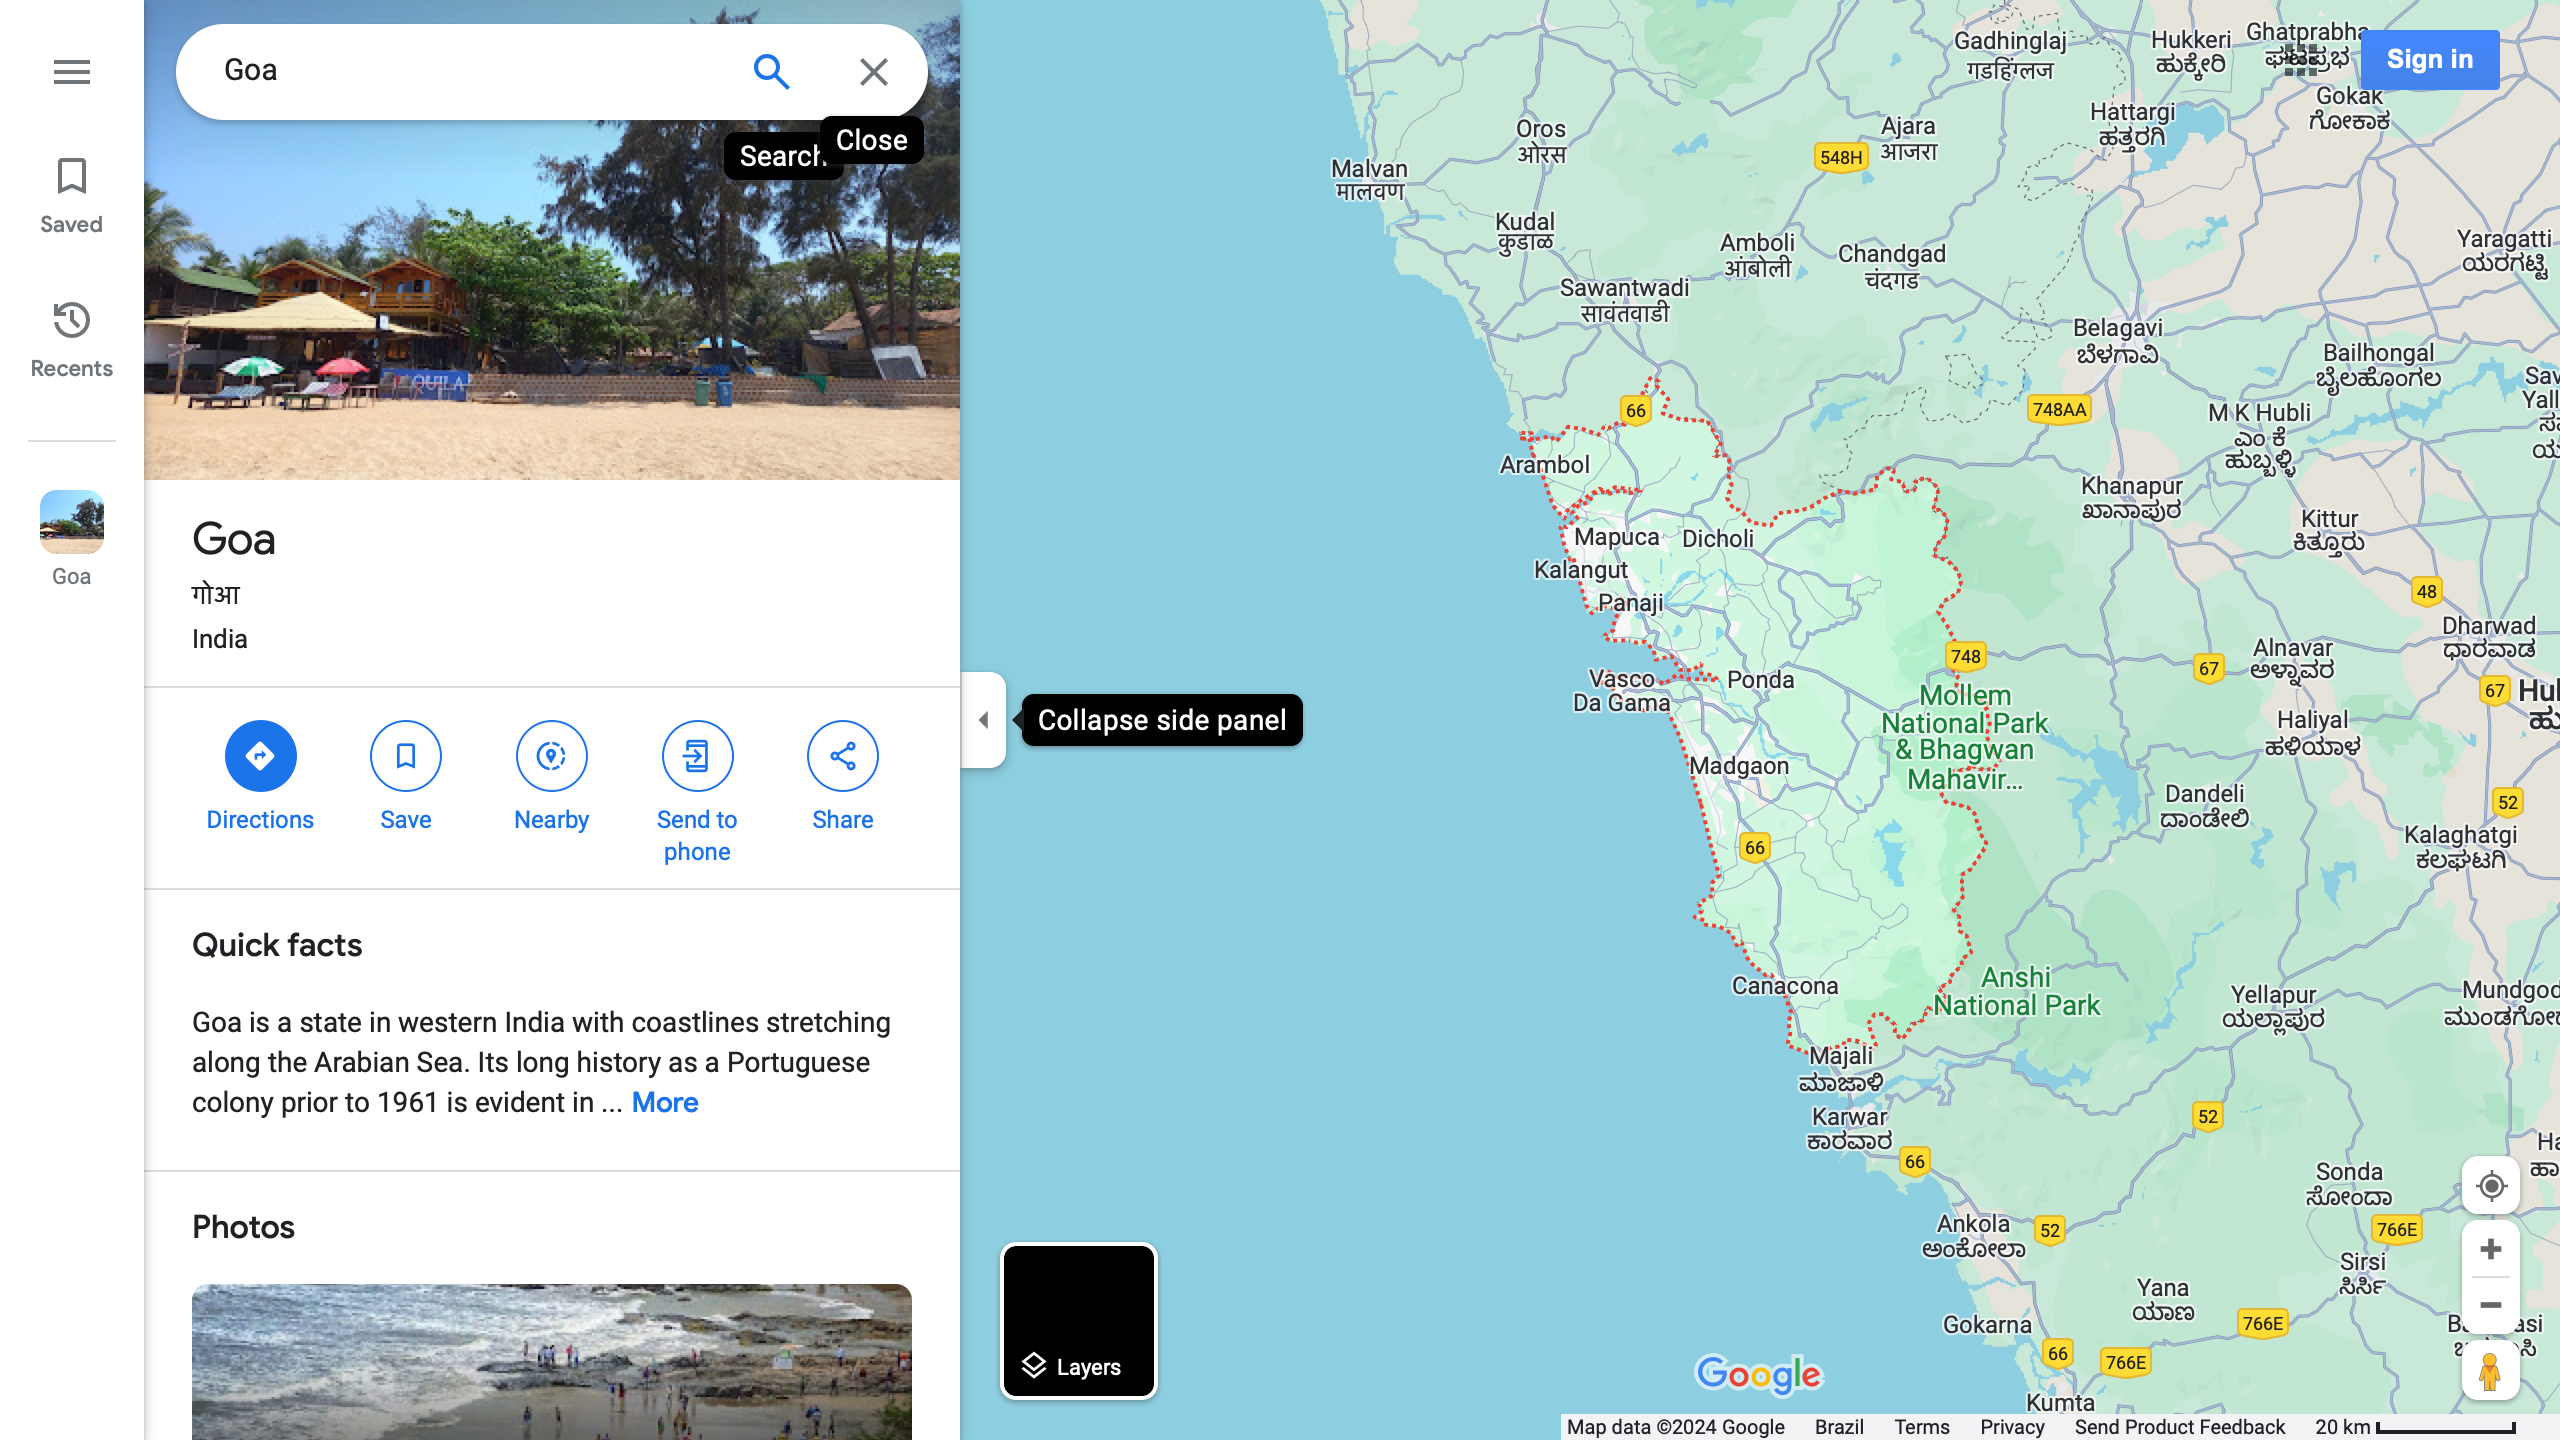 Goa
Search
Close
Sign in
Saved
Recents
Goa
Goa
गोआ
India
Directions
Save
Nearby
Send to
phone
Share
Quick facts
Goa is a state in western India with coastlines stretching
along the Arabian Sea. Its long history as a Portuguese
colony prior to 1961 is evident in ... More
Photos
Collapse side panel
Layers
Gadhinglaj
गडहिंग्लज
Hukkeri
ಹುಕ್ಕೇರಿ
Ghatprabha
Gokak
ಗೋಕಾಕ
Hattargi
ಹತ್ತರಗಿ
Oros
ओरस
548H
Ajara
आजरा
Malvan
मालवण
Kudal
कुडाळ
Amboli
आंबोली
Chandgad
चंदगड
Yaragatti
ಯರಗಟ್ಟಿ
Sawantwadi
सावंतवाडी
Belagavi
ಬೆಳಗಾವಿ
Bailhongal
ಬೈಲಹೊಂಗಲ
66
748AA
M K Hubli
ಎಂ ಕೆ
ಹುಬ್ಬಳ್ಳಿ
Arambol
Khanapur
ಖಾನಾಪುರ
Kittur
ಕಿತ್ತೂರು
Mapuca
Dicholi
Kalangut
Panaji
48
Dharwad
ಧಾರವಾಡ
748
67
Alnavar
ಅಳ್ನಾವರ
67
Vasco
Da Gama
Ponda
Mollem
National Park
& Bhagwan
Mahavir...
Haliyal
ಹಳಿಯಾಳ
Madgaon
Dandeli
ದಾಂಡೇಲಿ
52
66
Kalaghatgi
ಕಲಘಟಗಿ
Canacona
Anshi
National Park
Yellapur
ಯಲ್ಲಾಪುರ
Majali
ಮಾಜಾಳಿ
Karwar
ಕಾರವಾರ
52
66
Sonda
ಸೋಂದಾ
Ankola
ಅಂಕೋಲಾ
52
766E
Sirsi
ಸಿರ್ಸಿ
Yana
ಯಾಣ
Gokarna
766E
66
766E
Kumta
Google
Map data ©2024 Google
Brazil
Terms
Privacy
Send Product Feedback
20 km